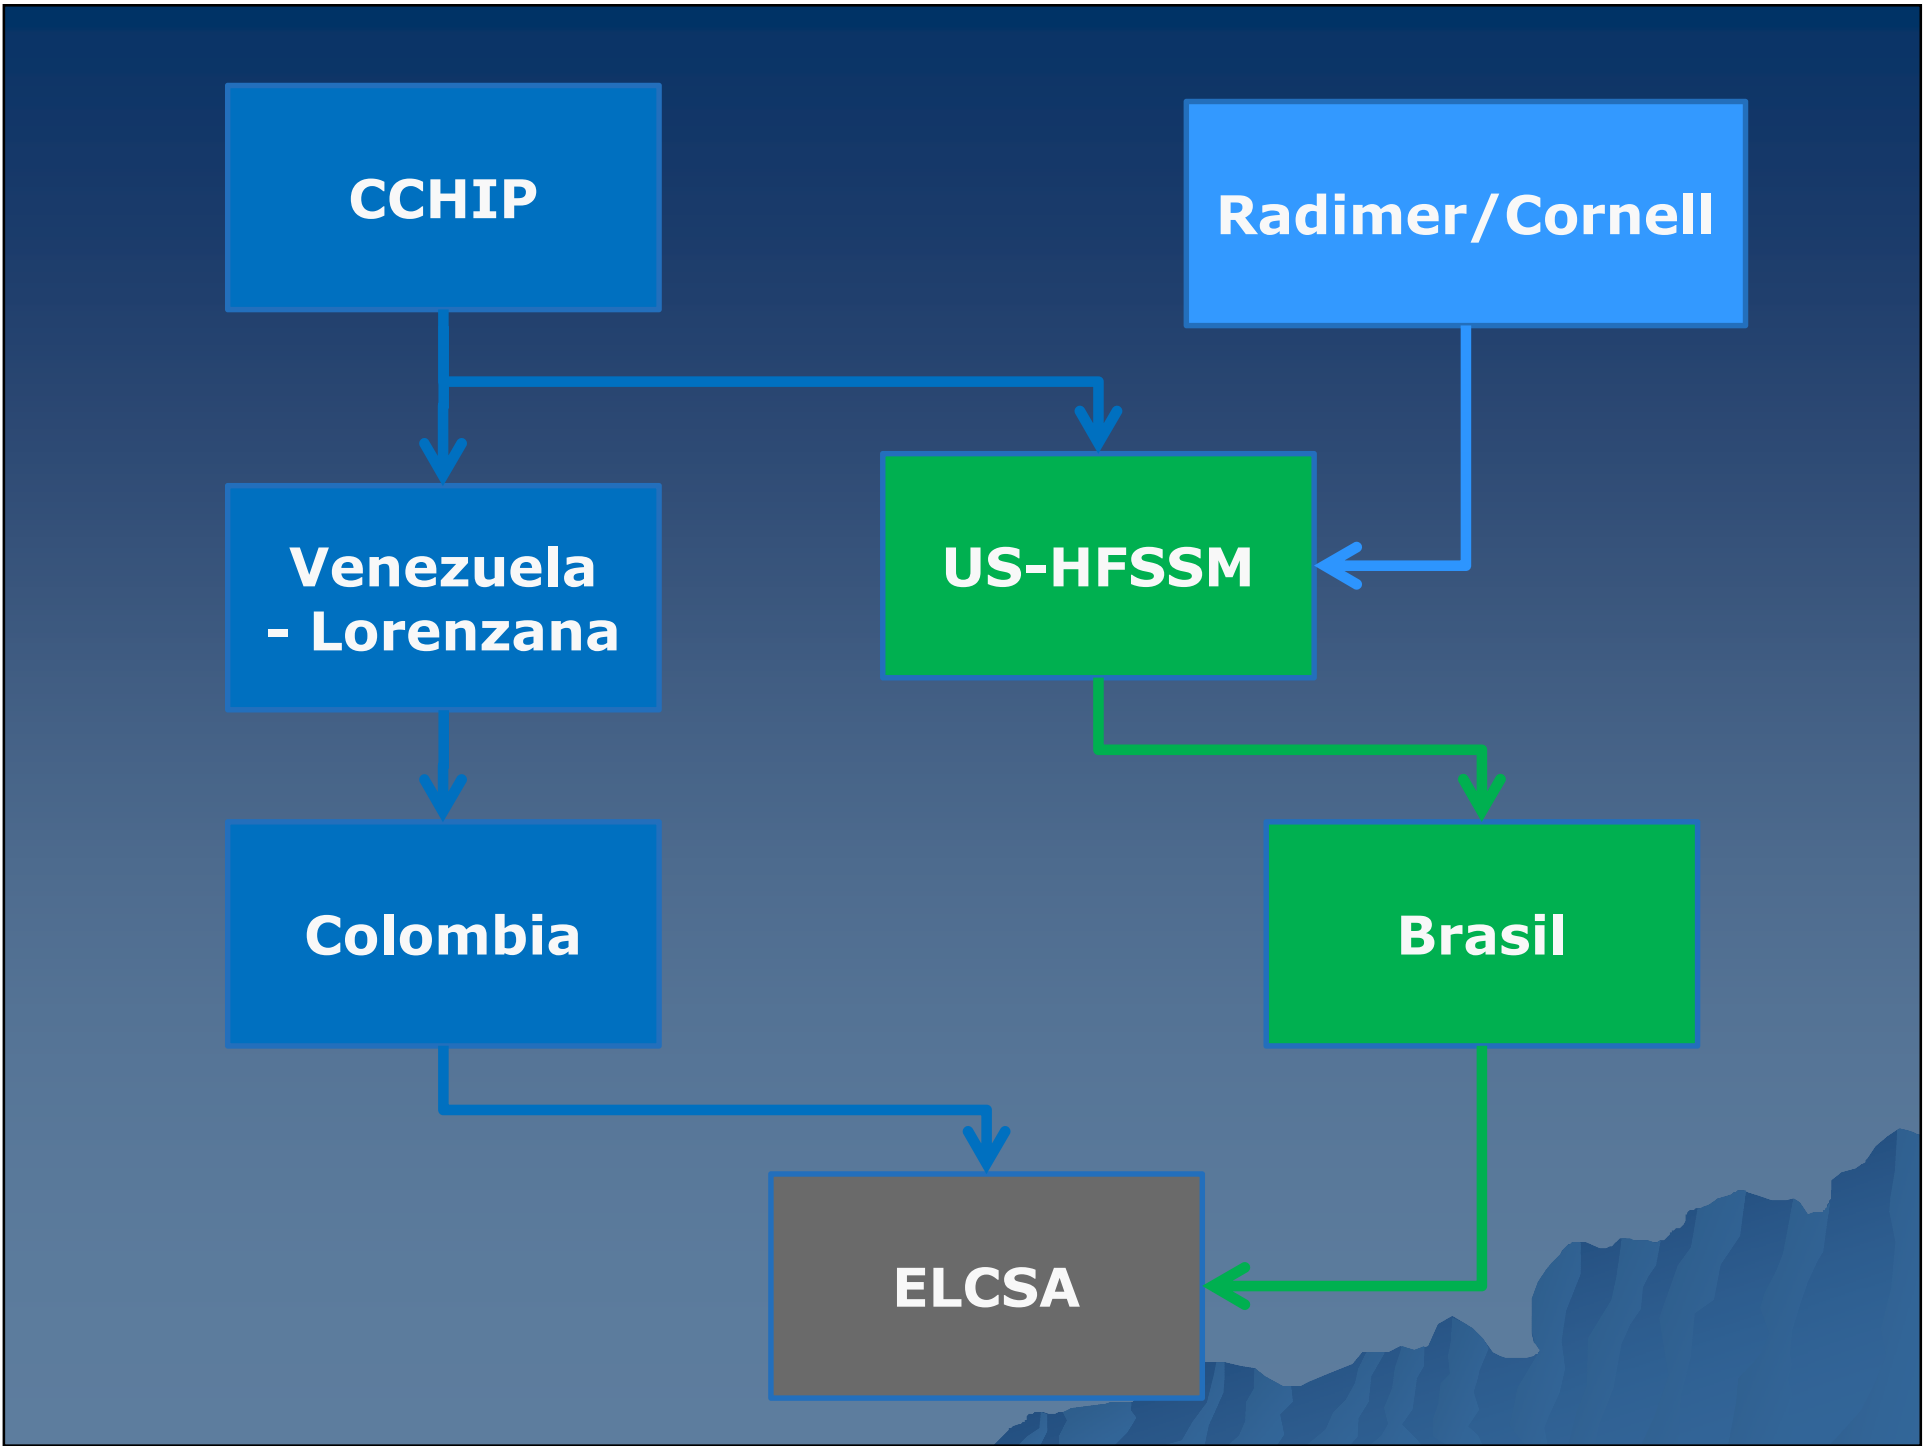 CCHIP
Radimer/Cornell
Venezuela
- Lorenzana
US-HFSSM
Colombia
Brasil
ELCSA